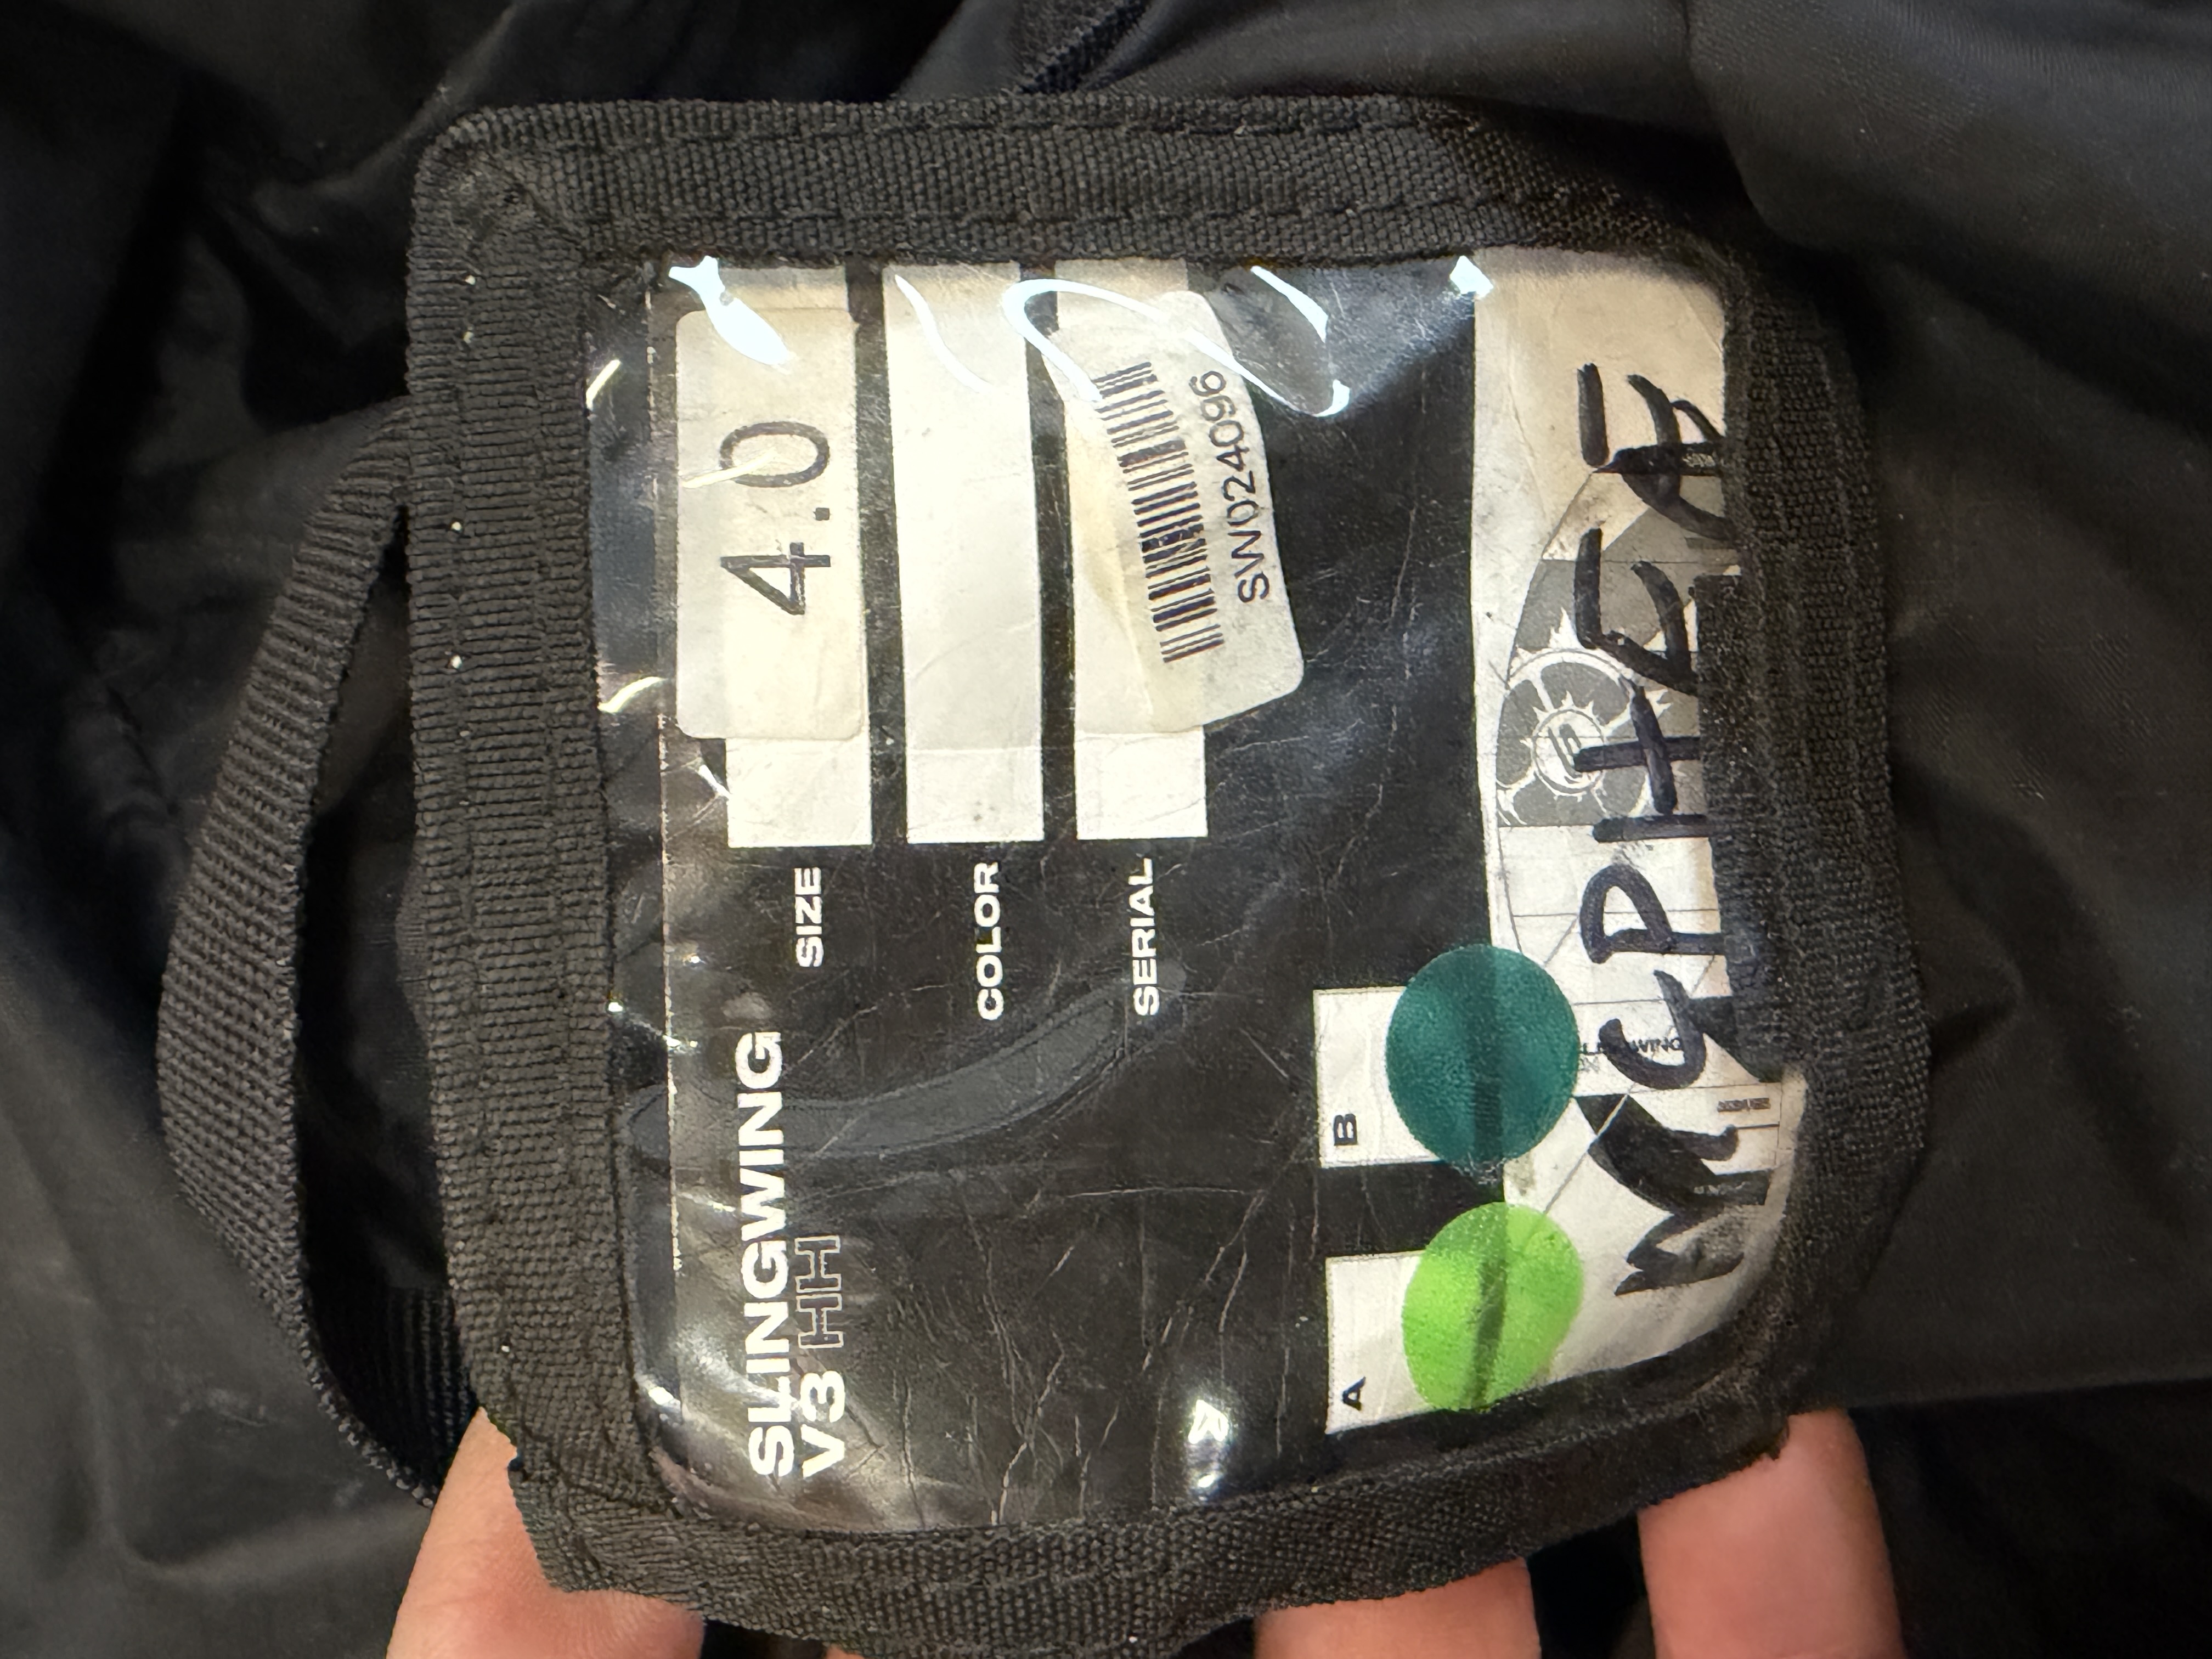 SLINGWING
V3 HH
SIZE 4.0
COLOR
SERIAL
SW024096
A B
MCPHEE